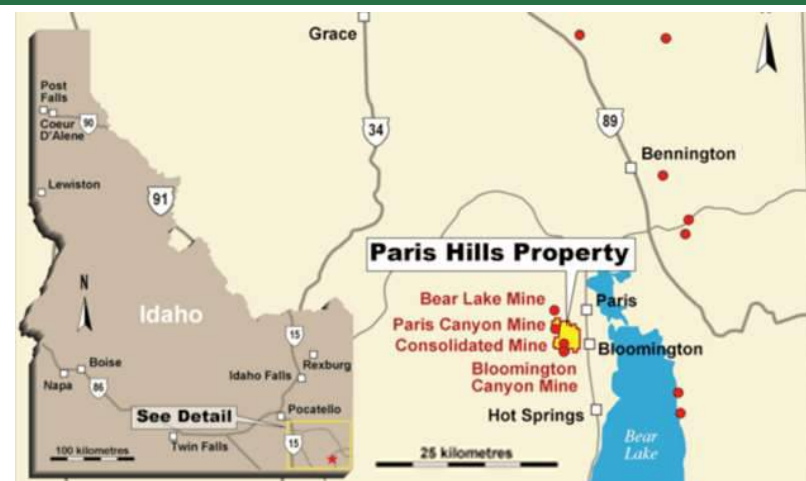 Grace
34
89
Bennington
Post
Falls
Coeur
D'Alene
90
Lewiston
91
N
Idaho
15
Rexburg
Idaho Falls
Boise
Napa
86
Pocatello
See Detail
Twin Falls
15
100 kilometres
Paris Hills Property
Bear Lake Mine
Paris
Paris Canyon Mine
Consolidated Mine
Bloomington
Bloomington
Canyon Mine
Hot Springs
25 kilometres
Bear
Lake